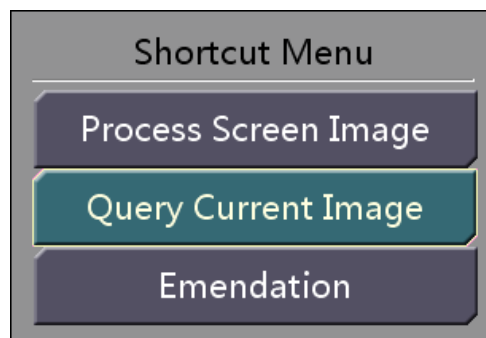 Shortcut Menu
Process Screen Image
Query Current Image
Emendation